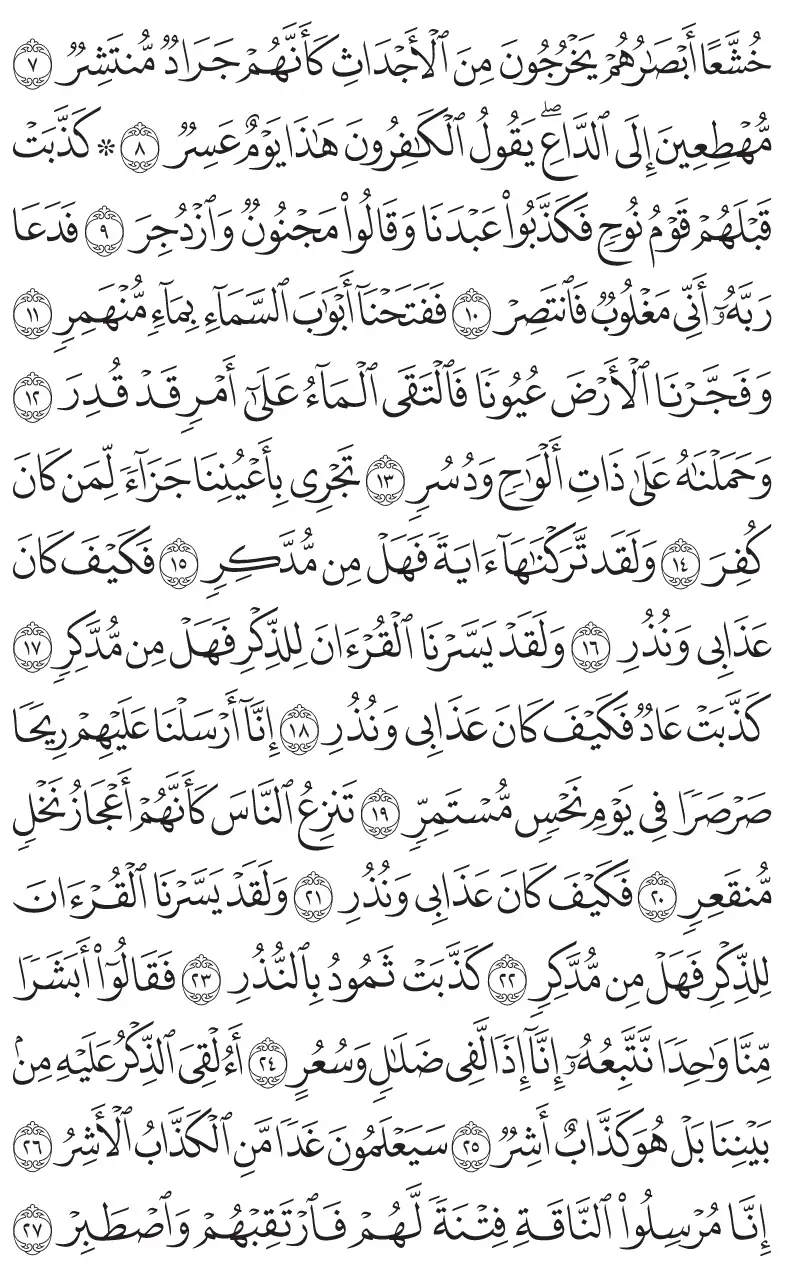 خُشَّعًا أَبْصَٰرُهُمْ يَخْرُجُونَ مِنَ ٱلْأَجْدَاثِ كَأَنَّهُمْ جَرَادٌ مُّنتَشِرٌ ٧
مُّهْطِعِينَ إِلَى ٱلدَّاعِ ۖ يَقُولُ ٱلْكَٰفِرُونَ هَٰذَا يَوْمٌ عَسِرٌ ٨ * كَذَّبَتْ
قَبْلَهُمْ قَوْمُ نُوحٍ فَكَذَّبُوا۟ عَبْدَنَا وَقَالُوا۟ مَجْنُونٌ وَٱزْدُجِرَ ٩ فَدَعَا
رَبَّهُۥٓ أَنِّى مَغْلُوبٌ فَٱنتَصِرْ ١٠ فَفَتَحْنَآ أَبْوَٰبَ ٱلسَّمَآءِ بِمَآءٍ مُّنْهَمِرٍ ١١
وَفَجَّرْنَا ٱلْأَرْضَ عُيُونًا فَٱلْتَقَى ٱلْمَآءُ عَلَىٰٓ أَمْرٍ قَدْ قُدِرَ ١٢
وَحَمَلْنَٰهُ عَلَىٰ ذَاتِ أَلْوَٰحٍ وَدُسُرٍ ١٣ تَجْرِى بِأَعْيُنِنَا جَزَآءً لِّمَن كَانَ
كُفِرَ ١٤ وَلَقَد تَّرَكْنَٰهَآ ءَايَةً فَهَلْ مِن مُّدَّكِرٍ ١٥ فَكَيْفَ كَانَ
عَذَابِى وَنُذُرِ ١٦ وَلَقَدْ يَسَّرْنَا ٱلْقُرْءَانَ لِلذِّكْرِ فَهَلْ مِن مُّدَّكِرٍ ١٧
كَذَّبَتْ عَادٌ فَكَيْفَ كَانَ عَذَابِى وَنُذُرِ ١٨ إِنَّآ أَرْسَلْنَا عَلَيْهِمْ رِيحًا
صَرْصَرًا فِى يَوْمِ نَحْسٍ مُّسْتَمِرٍّ ١٩ تَنزِعُ ٱلنَّاسَ كَأَنَّهُمْ أَعْجَازُ نَخْلٍ
مُّنقَعِرٍ ٢٠ فَكَيْفَ كَانَ عَذَابِى وَنُذُرِ ٢١ وَلَقَدْ يَسَّرْنَا ٱلْقُرْءَانَ
لِلذِّكْرِ فَهَلْ مِن مُّدَّكِرٍ ٢٢ كَذَّبَتْ ثَمُودُ بِٱلنُّذُرِ ٢٣ فَقَالُوٓا۟ أَبَشَرًا
مِّنَّا وَٰحِدًا نَّتَّبِعُهُۥٓ إِنَّآ إِذًا لَّفِى ضَلَٰلٍ وَسُعُرٍ ٢٤ أَءُلْقِىَ ٱلذِّكْرُ عَلَيْهِ مِنۢ
بَيْنِنَا بَلْ هُوَ كَذَّابٌ أَشِرٌ ٢٥ سَيَعْلَمُونَ غَدًا مَّنِ ٱلْكَذَّابُ ٱلْأَشِرُ ٢٦
إِنَّا مُرْسِلُوا۟ ٱلنَّاقَةِ فِتْنَةً لَّهُمْ فَٱرْتَقِبْهُمْ وَٱصْطَبِرْ ٢٧